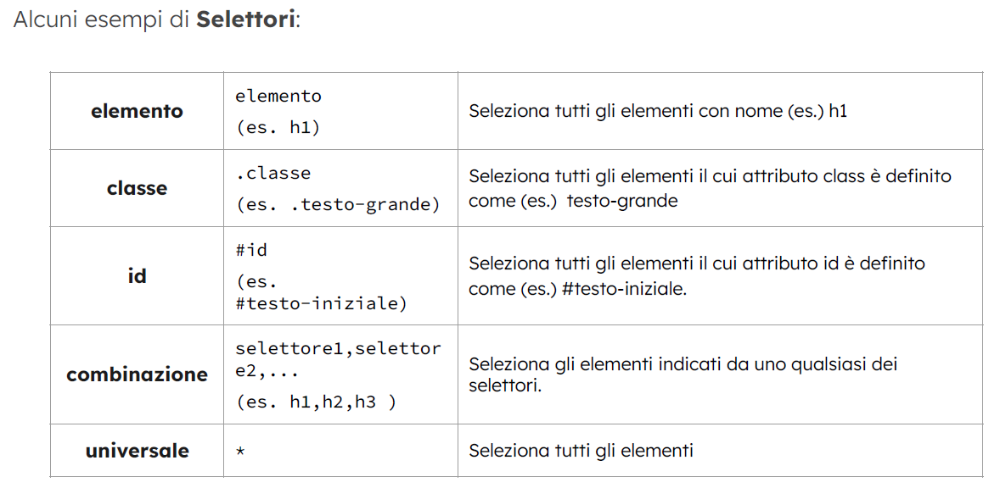 Alcuni esempi di Selettori:
elemento
elemento
(es. h1)
Seleziona tutti gli elementi con nome (es.) h1
classe
.classe
(es. .testo-grande)
Seleziona tutti gli elementi il cui attributo class è definito
come (es.) testo-grande
id
#id
(es.
#testo-iniziale)
Seleziona tutti gli elementi il cui attributo id è definito
come (es.) #testo-iniziale.
combinazione
selettore1,selettor
e2,...
(es. h1,h2,h3 )
Seleziona gli elementi indicati da uno qualsiasi dei
selettori.
universale
*
Seleziona tutti gli elementi